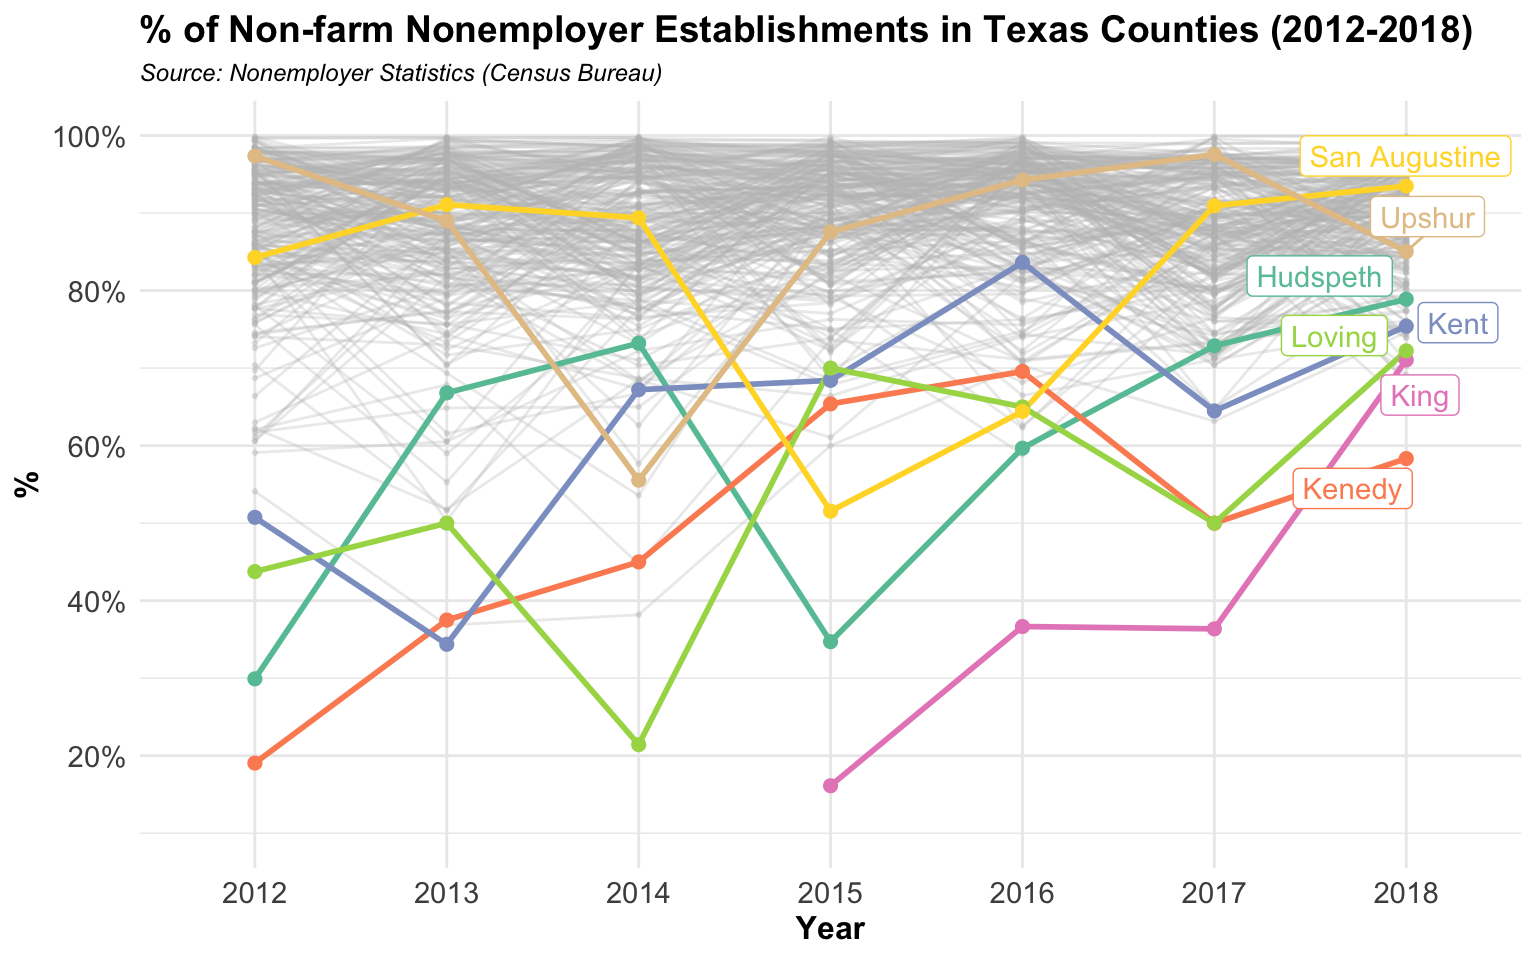 % of Non-farm Nonemployer Establishments in Texas Counties (2012-2018)
Source: Nonemployer Statistics (Census Bureau)
100%
80%
60%
40%
20%
%
San Augustine
Upshur
Hudspeth
Kent
Loving
King
Kenedy
2012 2013 2014 2015 2016 2017 2018
Year